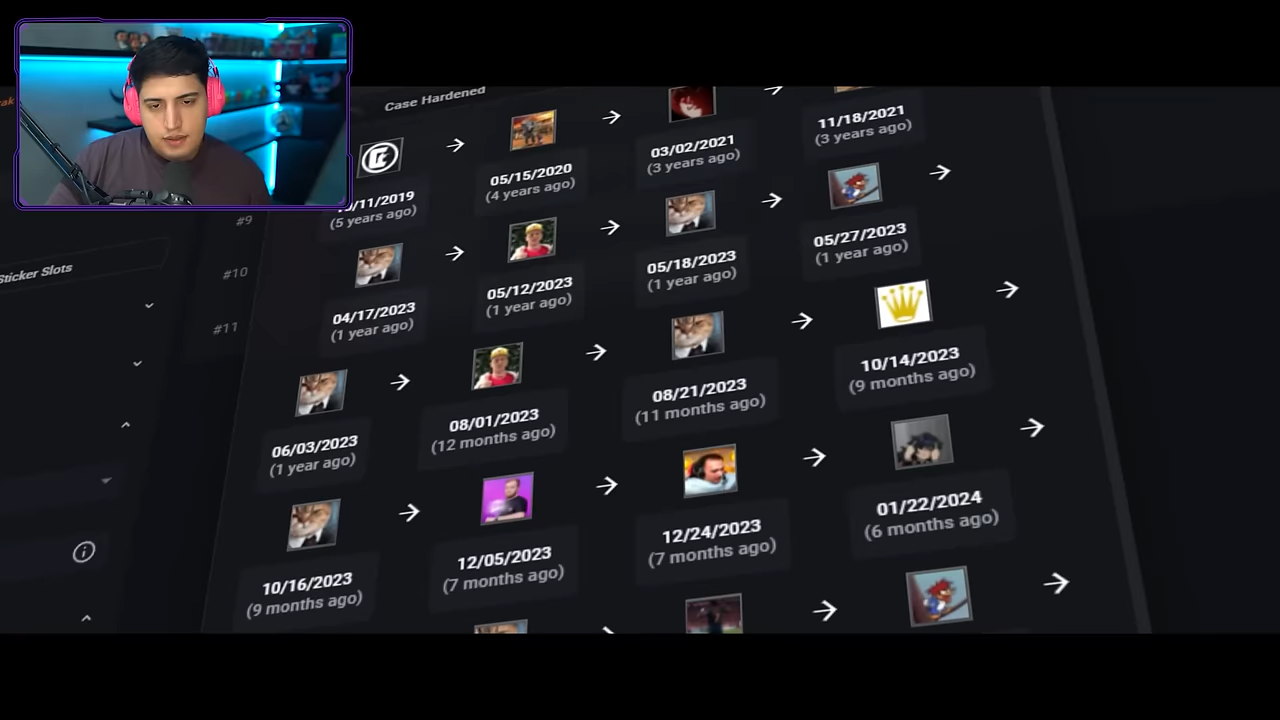 Case Hardened
11/18/2021
(3 years ago)
03/02/2021
(3 years ago)
05/15/2020
(4 years ago)
(5 years ago)
#9
05/27/2023
(1 year ago)
05/18/2023
(1 year ago)
05/12/2023
(1 year ago)
04/17/2023
(1 year ago)
Sticker Slots
#10
#11
10/14/2023
(9 months ago)
08/21/2023
(11 months ago)
08/01/2023
(12 months ago)
06/03/2023
(1 year ago)
01/22/2024
(6 months ago)
12/24/2023
(7 months ago)
12/05/2023
(7 months ago)
10/16/2023
(9 months ago)